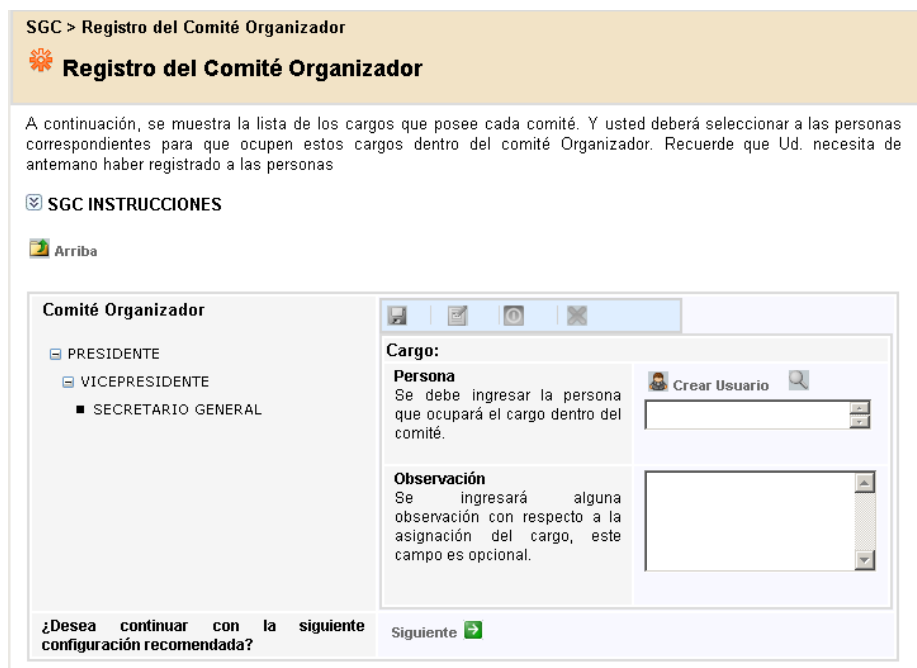 SGC > Registro del Comité Organizador
Registro del Comité Organizador
A continuación, se muestra la lista de los cargos que posee cada comité. Y usted deberá seleccionar a las personas
correspondientes para que ocupen estos cargos dentro del comité Organizador. Recuerde que Ud. necesita de
antemano haber registrado a las personas
SGC INSTRUCCIONES
Arriba
Comité Organizador
PRESIDENTE
VICEPRESIDENTE
SECRETARIO GENERAL
Cargo:
Persona
Se debe ingresar la persona
que ocupará el cargo dentro del
comité.
Crear Usuario
Observación
Se ingresará alguna
observación con respecto a la
asignación del cargo, este
campo es opcional.
¿Desea continuar con la siguiente
configuración recomendada?
Siguiente